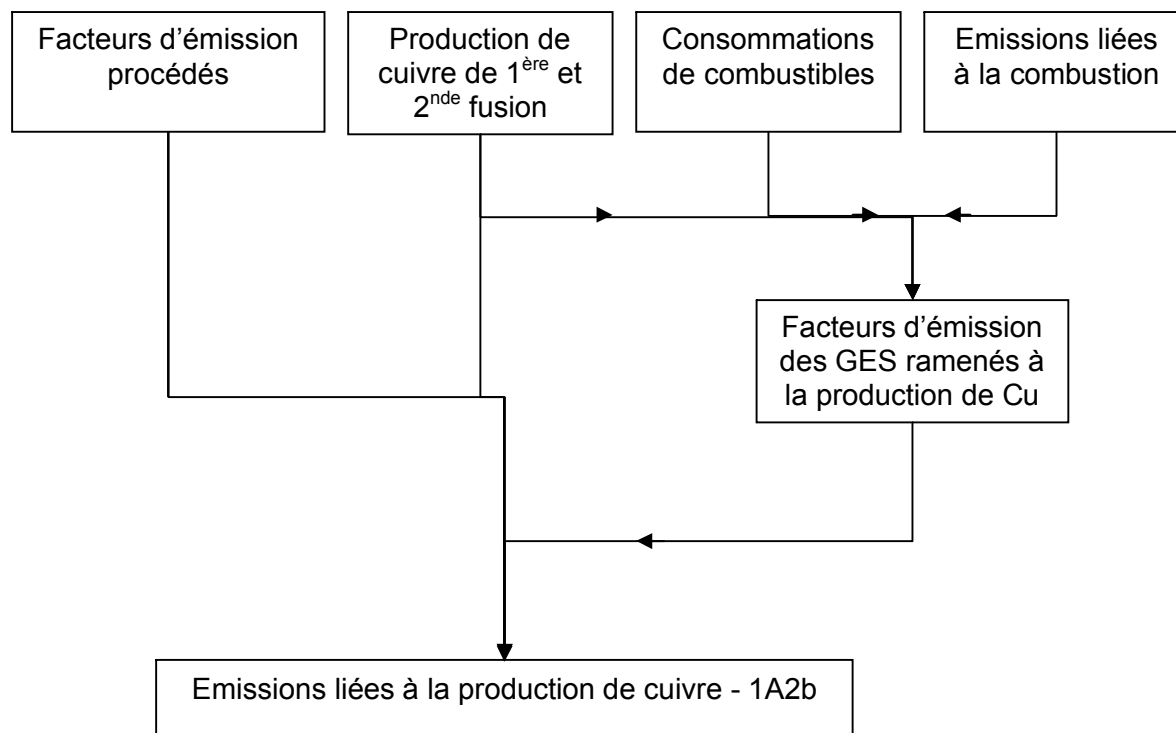 Facteurs d’émission
procédés
Production de
cuivre de 1ère et
2nde fusion
Consommations
de combustibles
Emissions liées
à la combustion
Facteurs d’émission
des GES ramenés à
la production de Cu
Emissions liées à la production de cuivre - 1A2b